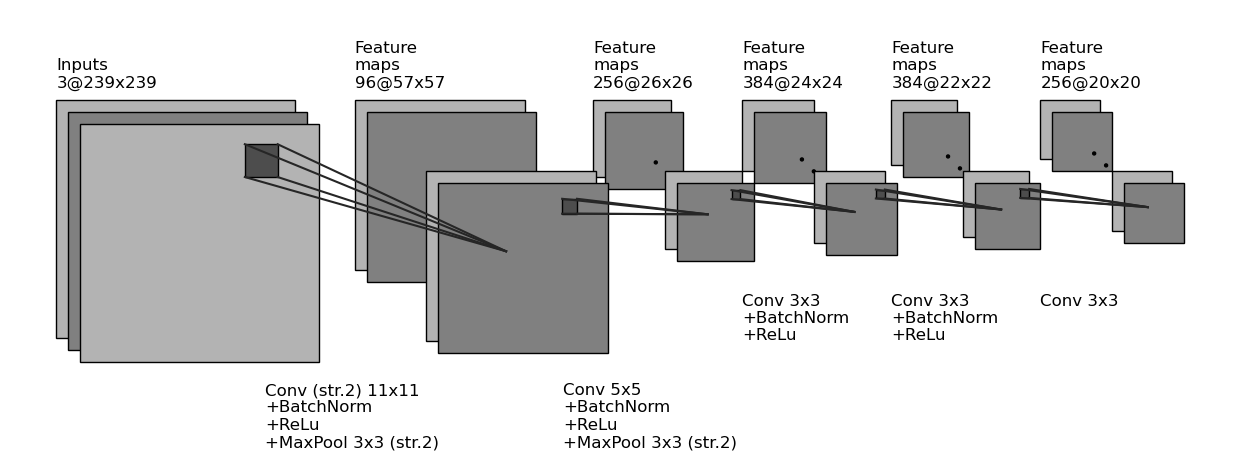 Inputs
3@239x239
Feature
maps
96@57x57
Feature
maps
256@26x26
Feature
maps
384@24x24
Feature
maps
384@22x22
Feature
maps
256@20x20
Conv (str.2) 11x11
+BatchNorm
+ReLu
+MaxPool 3x3 (str.2)
Conv 5x5
+BatchNorm
+ReLu
+MaxPool 3x3 (str.2)
Conv 3x3
+BatchNorm
+ReLu
Conv 3x3
+BatchNorm
+ReLu
Conv 3x3